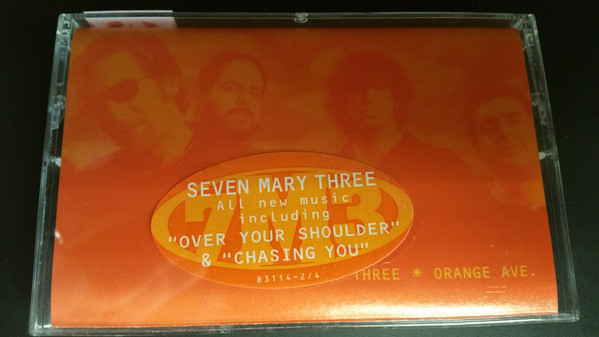 SEVEN MARY THREE
All new music
including
"OVER YOUR SHOULDER"
& "CHASING YOU"
83114-2/4
7M3
THREE * ORANGE AVE.